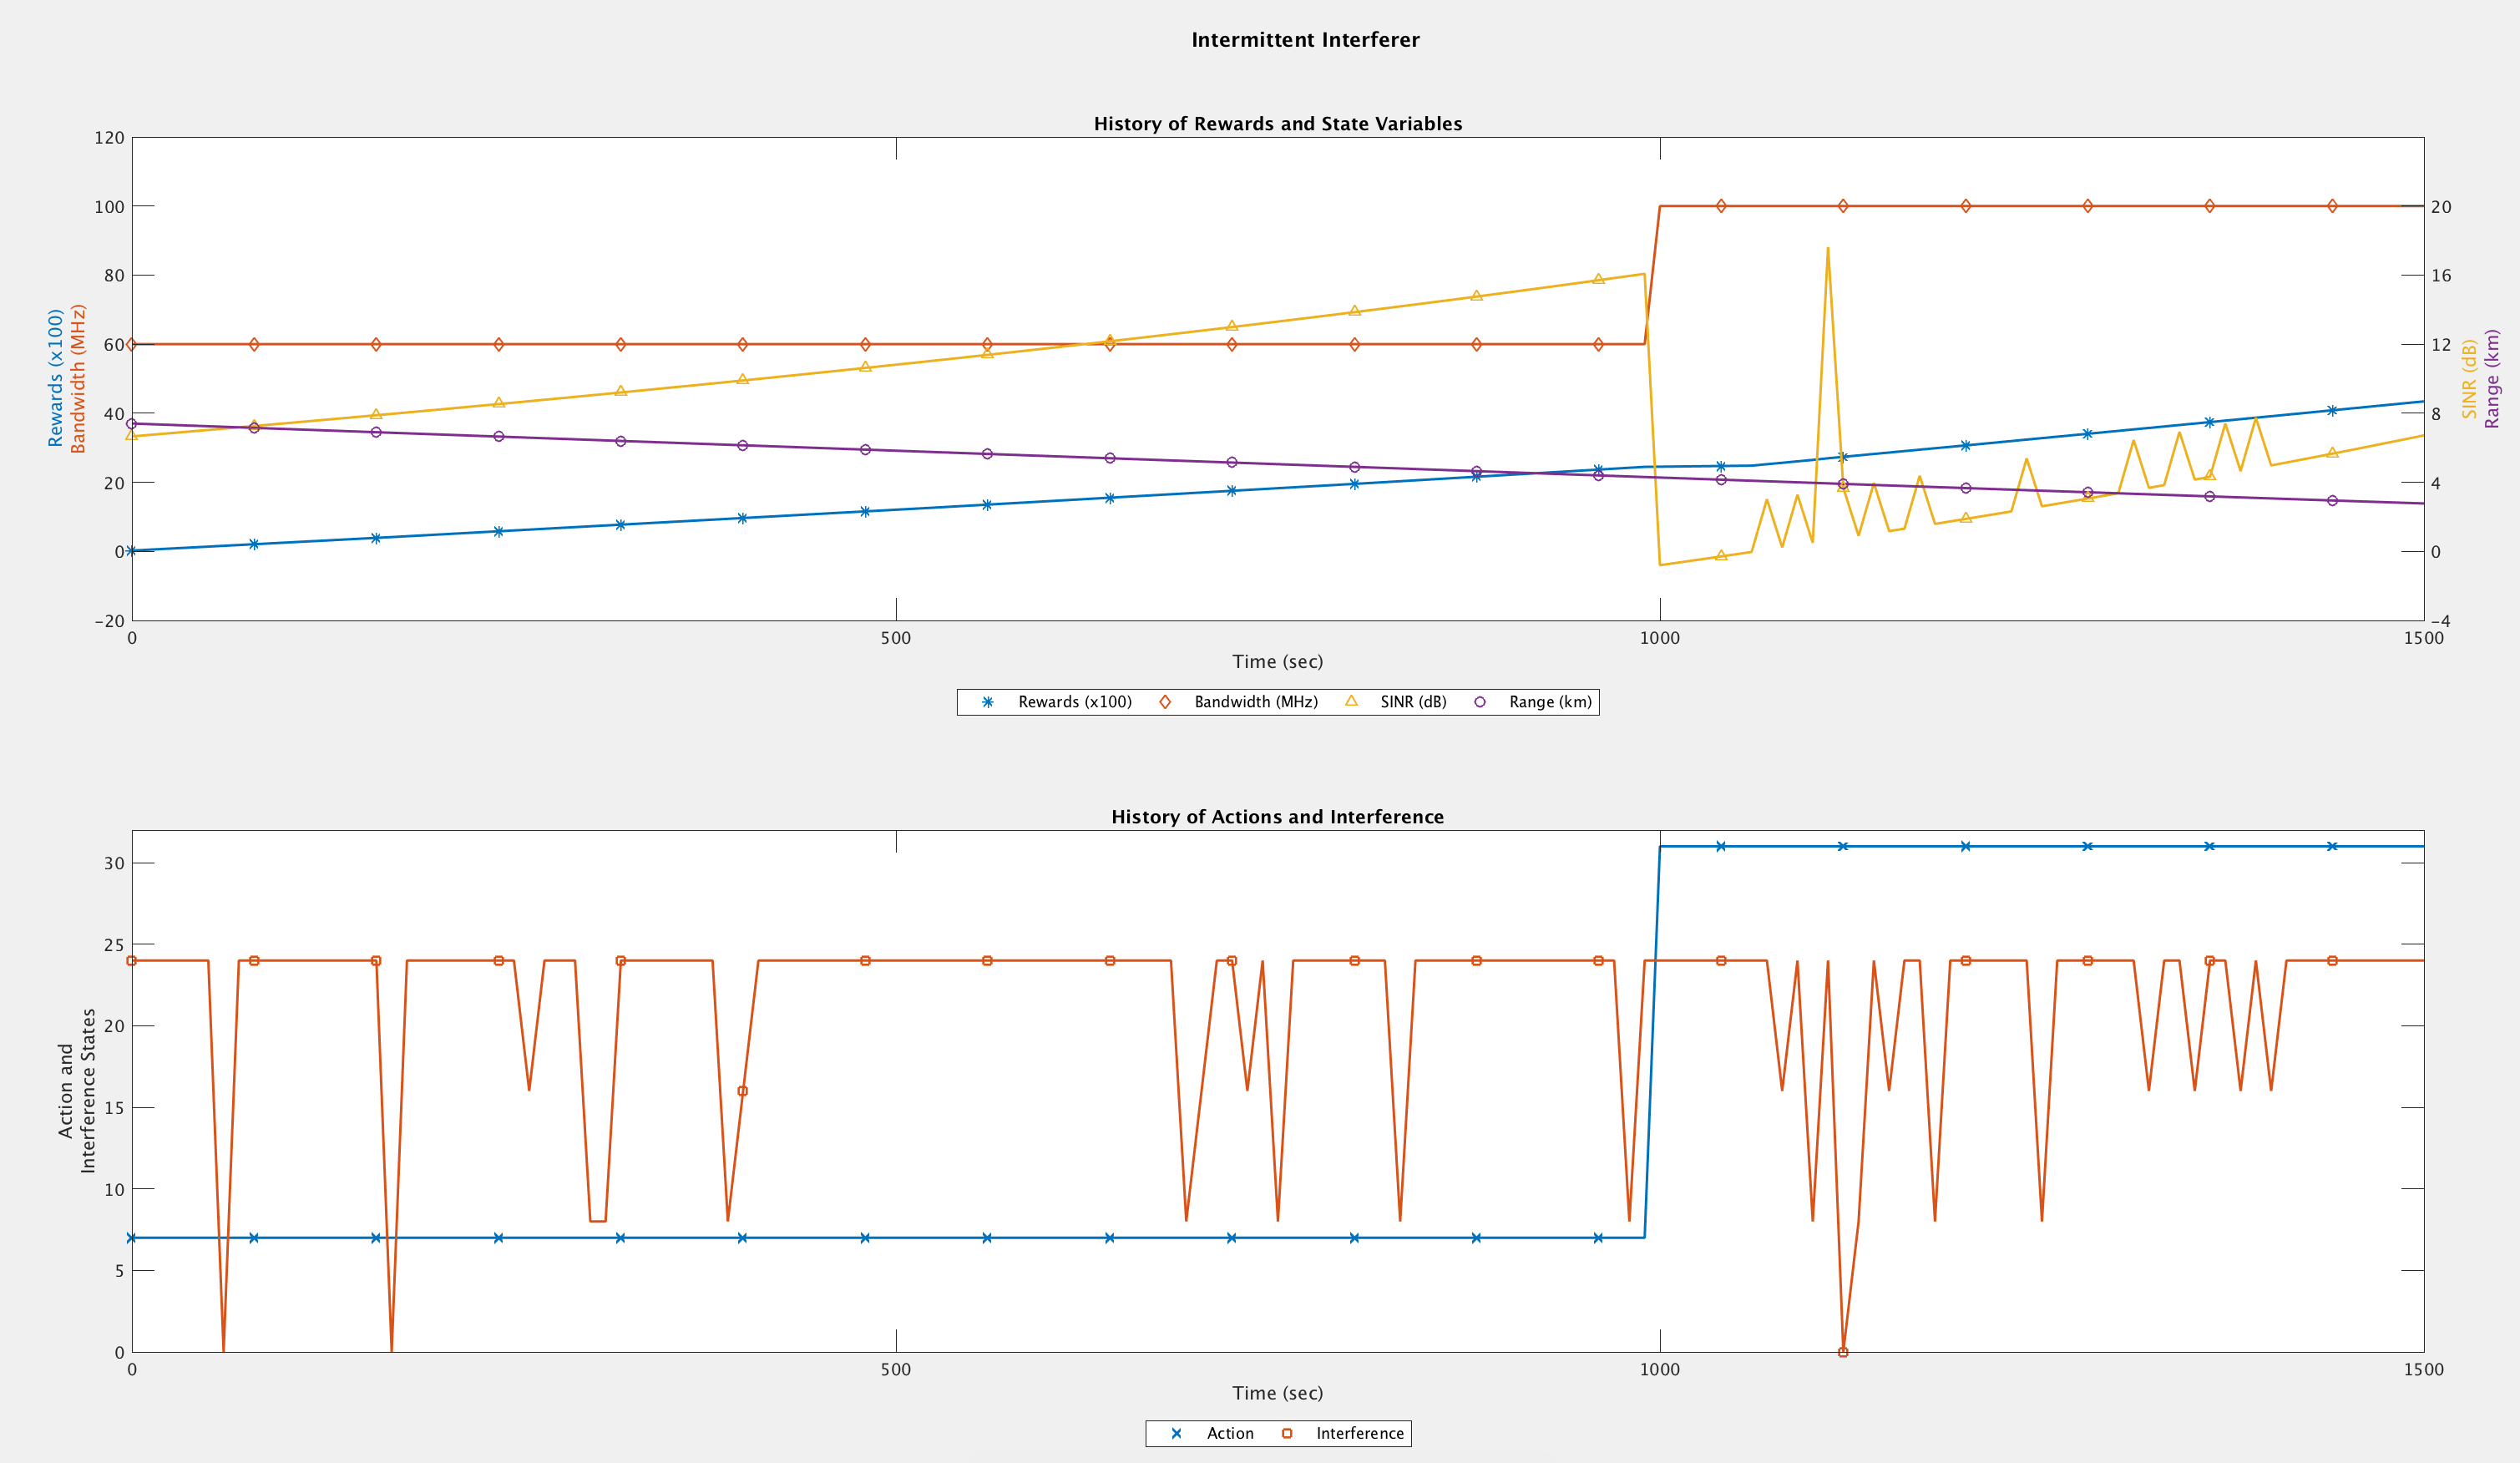 Intermittent Interferer
History of Rewards and State Variables
120
100
80
60
40
20
0
−20
Rewards (x100)
Bandwidth (MHz)
20
16
12
8
4
0
−4
SINR (dB)
Range (km)
0 500 1000 1500
Time (sec)
Rewards (x100) Bandwidth (MHz) SINR (dB) Range (km)
History of Actions and Interference
30
25
20
15
10
5
0
Action and
Interference States
0 500 1000 1500
Time (sec)
Action Interference